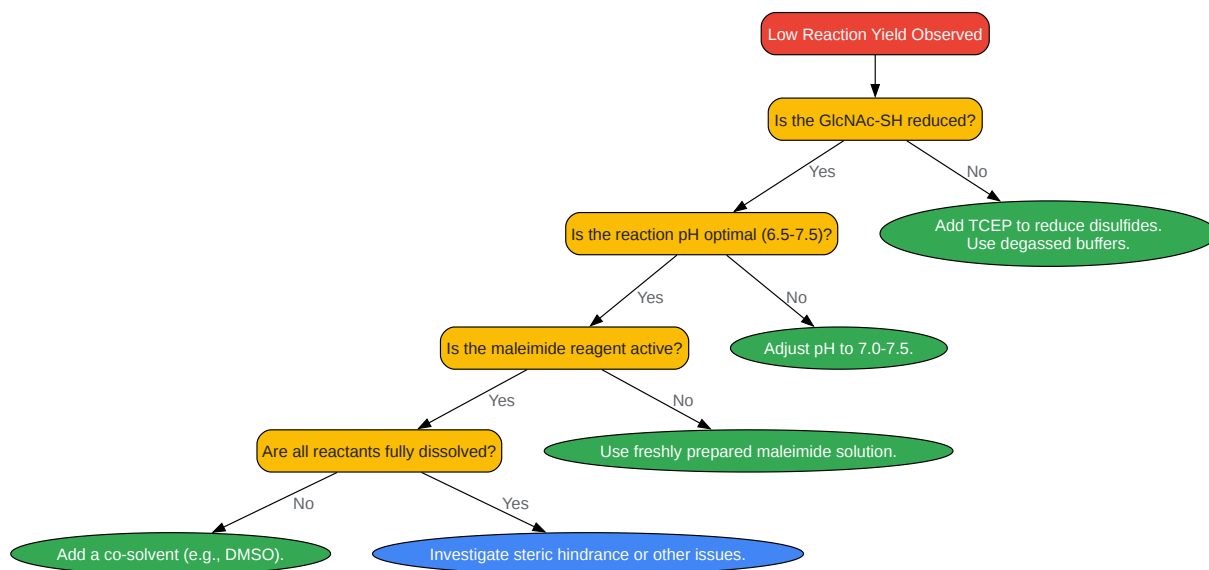 Low Reaction Yield Observed
Is the GlcNAc-SH reduced?
Yes
No
Add TCEP to reduce disulfides.
Use degassed buffers.
Is the reaction pH optimal (6.5-7.5)?
Yes
No
Is the maleimide reagent active?
Adjust pH to 7.0-7.5.
Yes
No
Are all reactants fully dissolved?
Use freshly prepared maleimide solution.
No
Yes
Add a co-solvent (e.g., DMSO).
Investigate steric hindrance or other issues.